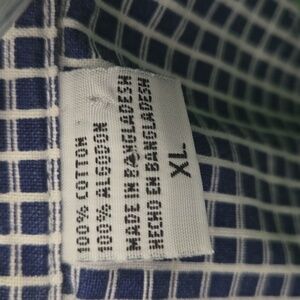 100% COTTON
100% ALGODON
MADE IN BANGLADESH
HECHO EN BANGLADESH
XL